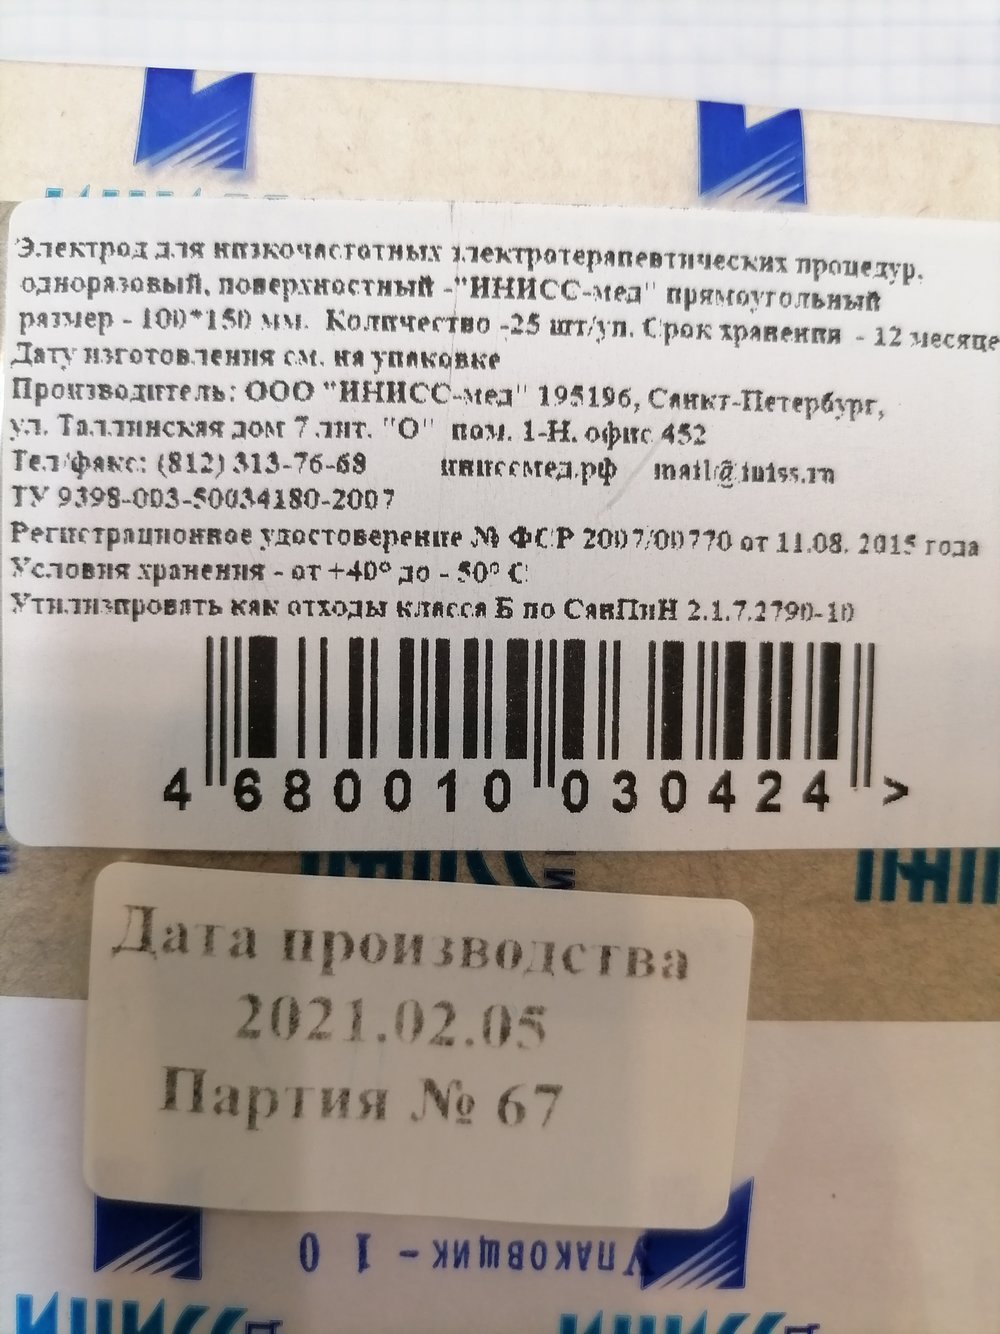 Электрод для низкочастотных электротерапевтических процедур,
одноразовый, поверхностный -"ИНИСС-мед" прямоугольный
размер - 100*150 мм. Количество -25 шт/уп. Срок хранения - 12 месяце
Дату изготовления см. на упаковке
Производитель: ООО "ИНИСС-мед" 195196, Санкт-Петербург,
ул. Таллинская дом 7 лит. "О" пом. 1-Н. офис 452
Тел/факс: (812) 313-76-68 иниссмед.рф mail@iniss.ru
ТУ 9398-003-50034180-2007
Регистрационное удостоверение № ФСР 2007/00770 от 11.08. 2015 года
Условия хранения - от +40° до - 50° С
Утилизировать как отходы класса Б по СанПиН 2.1.7.2790-10
4 680010 030424 >
Дата производства
2021.02.05
Партия № 67
Упаковщик-10